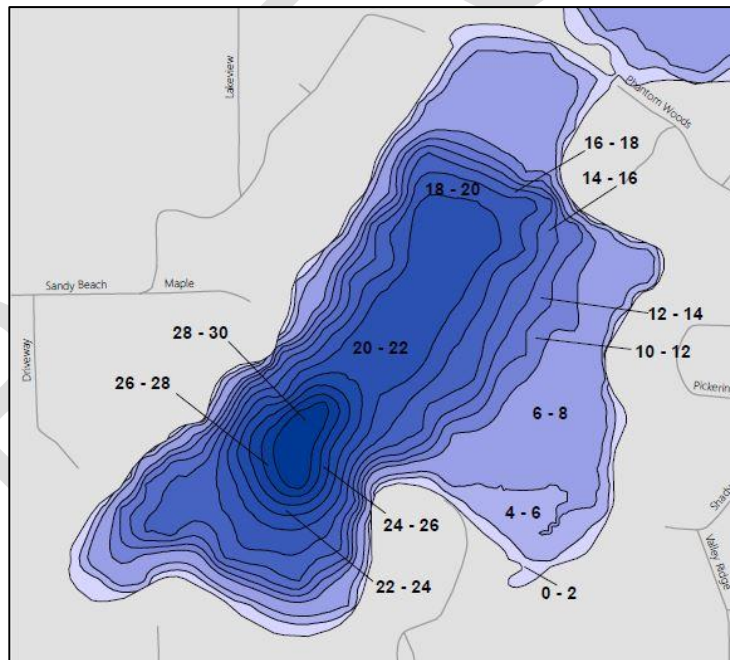 Lakeview
Phantom Woods
16 - 18
14 - 16
18 - 20
Sandy Beach
Maple
12 - 14
28 - 30
20 - 22
10 - 12
Driveway
26 - 28
Pickerin
6 - 8
4 - 6
24 - 26
Shady
Valley Ridge
22 - 24
0 - 2